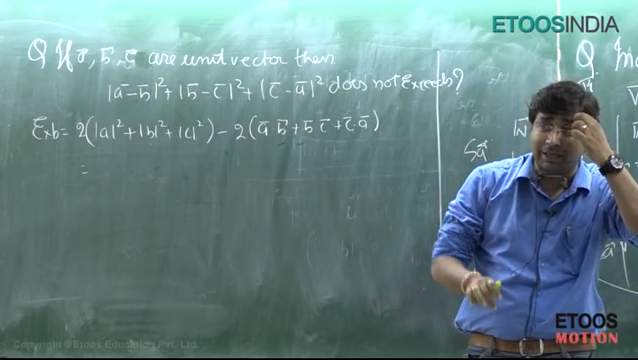 ETOOSINDIA
Q If a̅, b̅, c̅ are unit vector then
|a̅ - b̅|² + |b̅ - c̅|² + |c̅ - a̅|² does not exceeds?
Exb = 2(|a|² + |b|² + |c|²) - 2(a̅.b̅ + b̅.c̅ + c̅.a̅)
=
Q.
Copyright © Etoos Education Pvt. Ltd.
ETOOS
MOTION